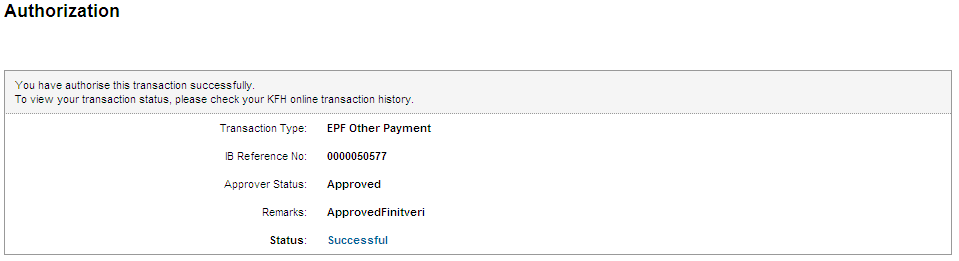 Authorization
You have authorise this transaction successfully.
To view your transaction status, please check your KFH online transaction history.
Transaction Type: EPF Other Payment
IB Reference No: 0000050577
Approver Status: Approved
Remarks: ApprovedFinitveri
Status: Successful